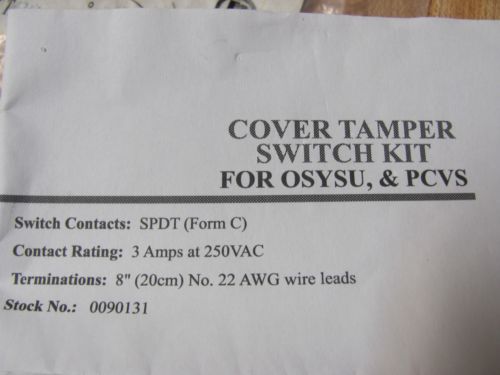 COVER TAMPER
SWITCH KIT
FOR OSYSU, & PCVS
Switch Contacts: SPDT (Form C)
Contact Rating: 3 Amps at 250VAC
Terminations: 8" (20cm) No. 22 AWG wire leads
Stock No.: 0090131